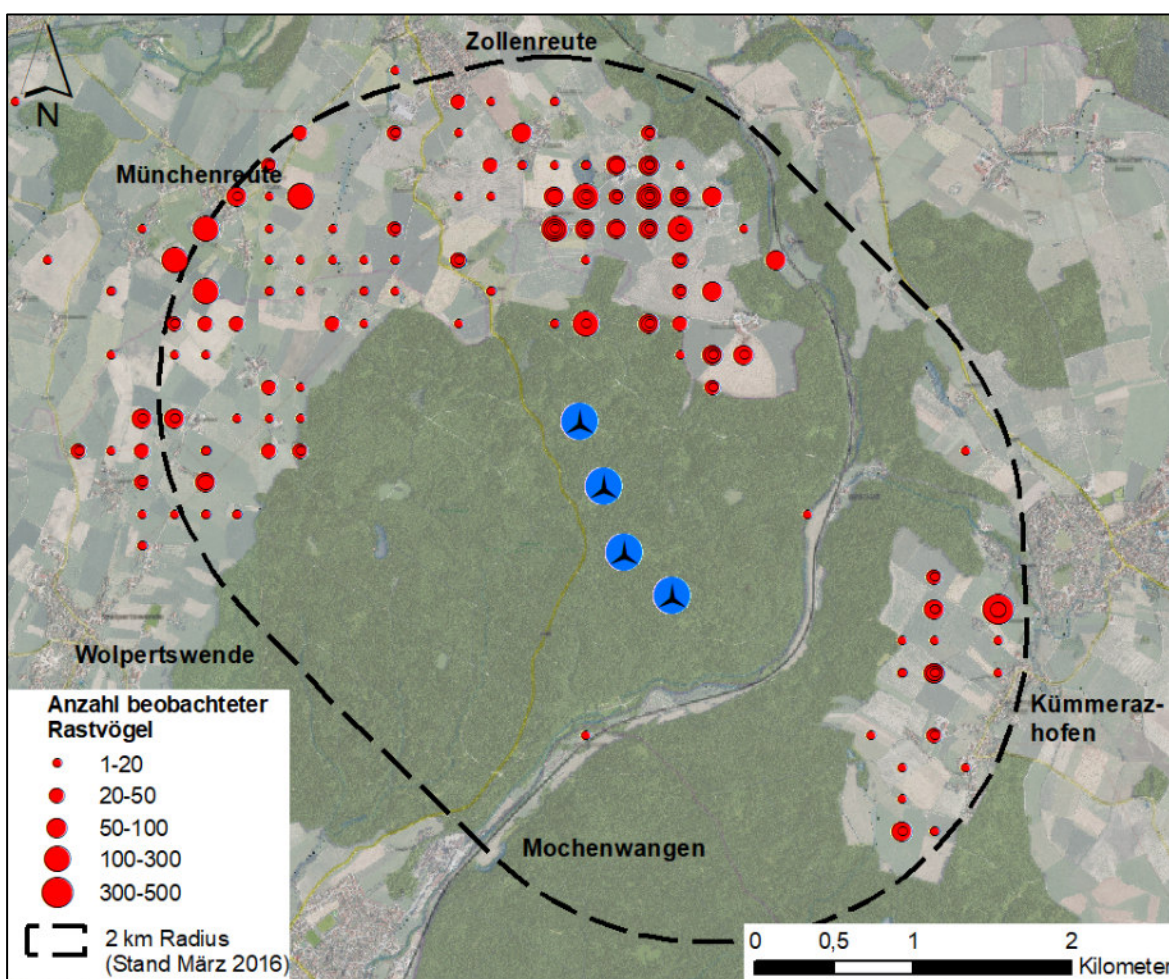 Zollenreute
N
Münchenreute
Wolpertswende
Kümmeraz-
hofen
Mochenwangen
Anzahl beobachteter
Rastvögel
1-20
20-50
50-100
100-300
300-500
2 km Radius
(Stand März 2016)
0 0,5 1 2
Kilometer